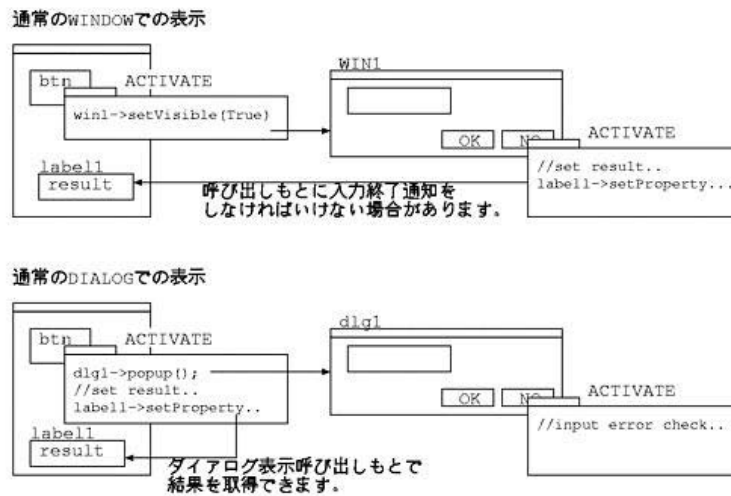 通常のWINDOWでの表示
WIN1
btn
ACTIVATE
win1->setVisible(True)
OK
NO
ACTIVATE
//set result..
label1->setProperty...
label1
result
呼び出しもとに入力終了通知を
しなければいけない場合があります。
通常のDIALOGでの表示
dlg1
btn
ACTIVATE
dlg1->popup();
//set result..
label1->setProperty..
OK
NO
ACTIVATE
//input error check..
label1
result
ダイアログ表示呼び出しもとで
結果を取得できます。